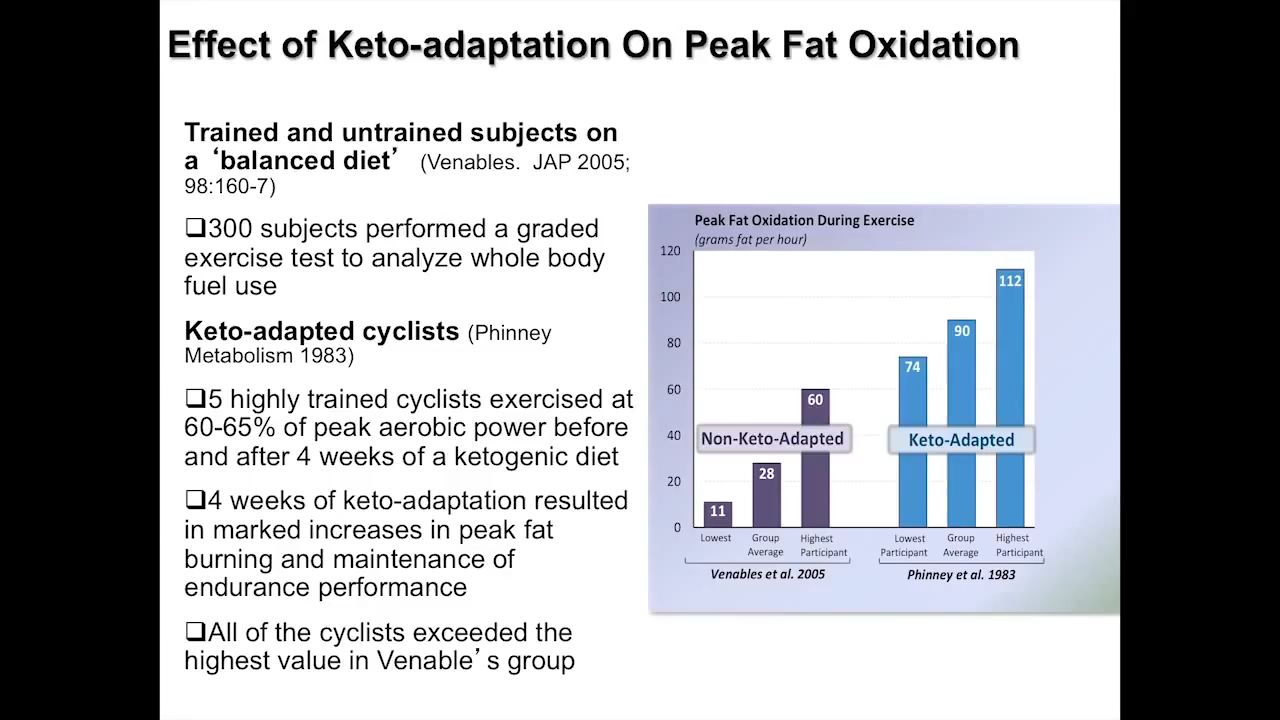 Effect of Keto-adaptation On Peak Fat Oxidation
Trained and untrained subjects on
a ‘balanced diet’ (Venables. JAP 2005;
98:160-7)
❑300 subjects performed a graded
exercise test to analyze whole body
fuel use
Keto-adapted cyclists (Phinney
Metabolism 1983)
❑5 highly trained cyclists exercised at
60-65% of peak aerobic power before
and after 4 weeks of a ketogenic diet
❑4 weeks of keto-adaptation resulted
in marked increases in peak fat
burning and maintenance of
endurance performance
❑All of the cyclists exceeded the
highest value in Venable’s group
Peak Fat Oxidation During Exercise
(grams fat per hour)
120
100
80
60
40
20
0
11
28
60
74
90
112
Non-Keto-Adapted
Keto-Adapted
Lowest
Group
Average
Highest
Participant
Lowest
Participant
Group
Average
Highest
Participant
Venables et al. 2005
Phinney et al. 1983